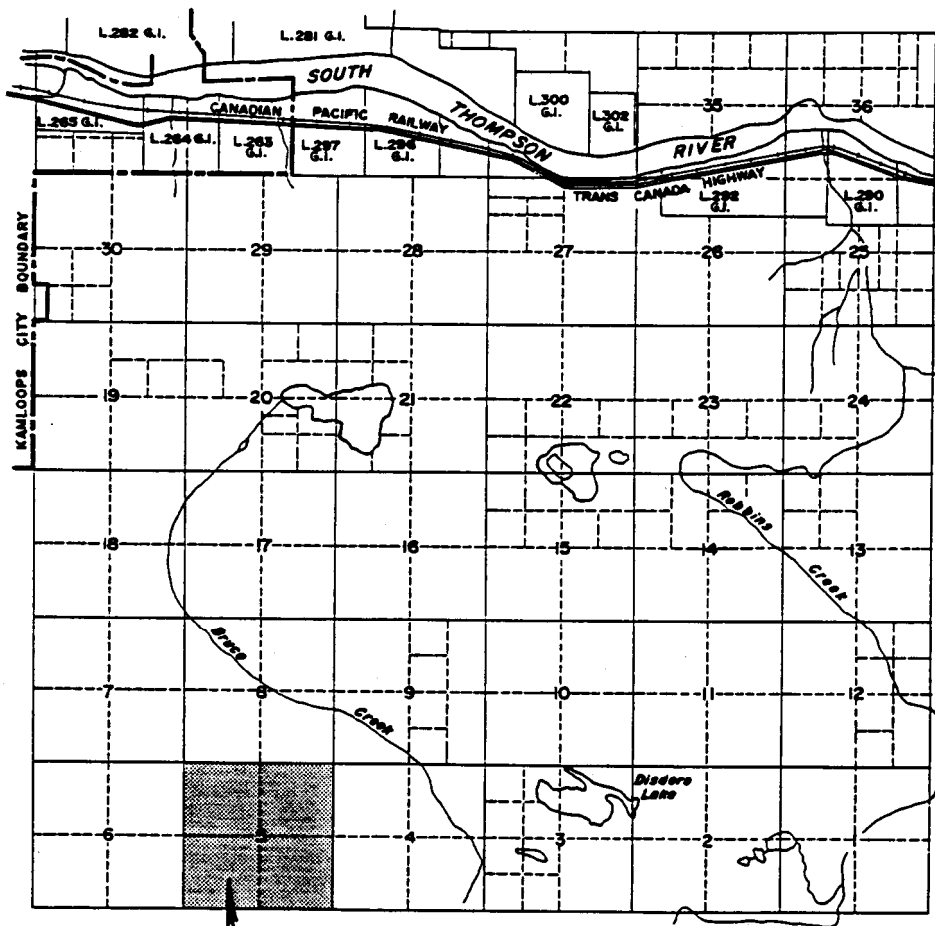 L.282 G.I.
L.281 G.I.
SOUTH THOMPSON RIVER
CANADIAN PACIFIC RAILWAY
L.300
G.I.
L.302
G.I.
35
36
L.265 G.I.
L.264 G.I.
L.263
G.I.
L.297
G.I.
L.296
G.I.
TRANS CANADA HIGHWAY
L.292
G.I.
L.290
G.I.
KAMLOOPS CITY BOUNDARY
30
29
28
27
26
25
19
20
21
22
23
24
18
17
16
15
14
13
Robbins Creek
Bruce Creek
7
8
9
10
11
12
Disdero
Lake
6
5
4
3
2